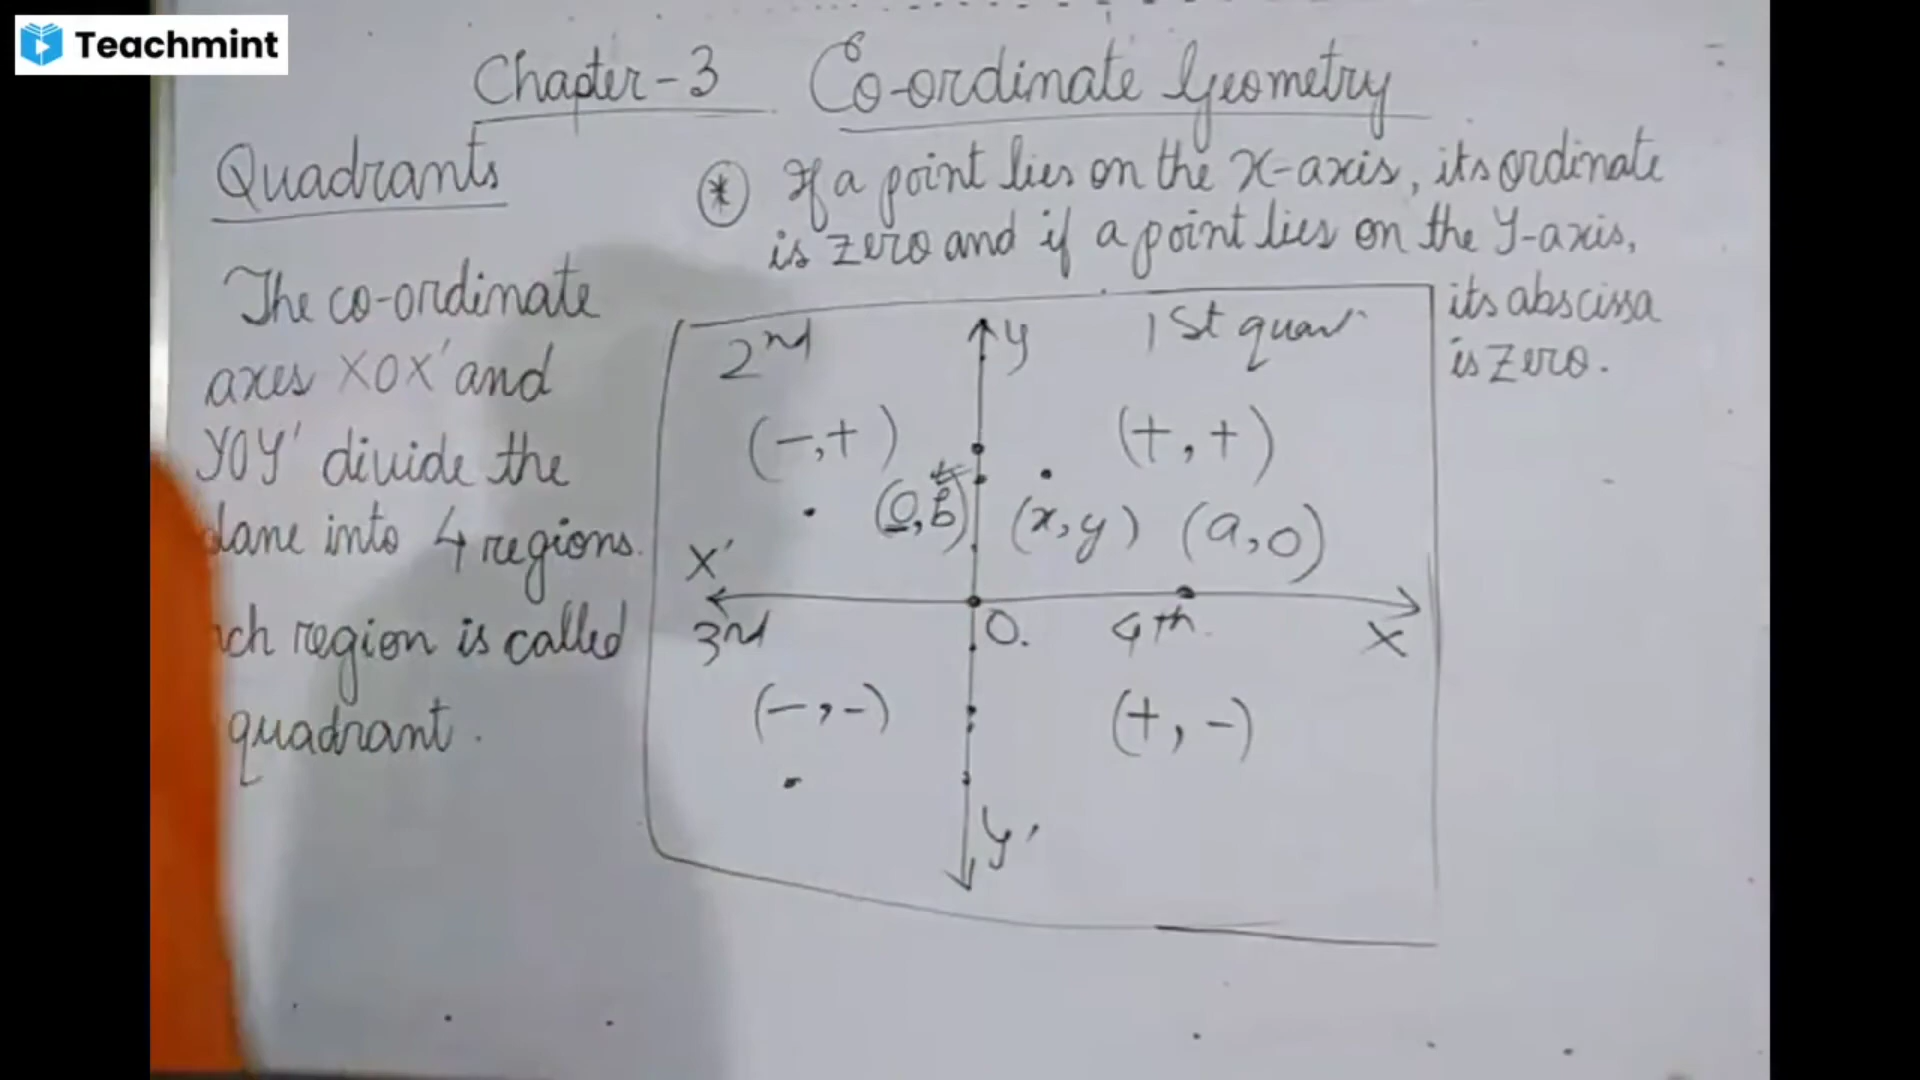 Teachmint
Chapter-3 Co-ordinate Geometry
Quadrants
The co-ordinate
axes XOX' and
YOY' divide the
lane into 4 regions.
ch region is called
quadrant.
* If a point lies on the X-axis, its ordinate
is zero and if a point lies on the Y-axis,
its abscissa
is zero.
2nd
Y
1st
(-,+)
(+,+)
(0,b)
(x,y)
(a,0)
X'
3rd
O.
4th
X
(-,-)
(+,-)
Y'